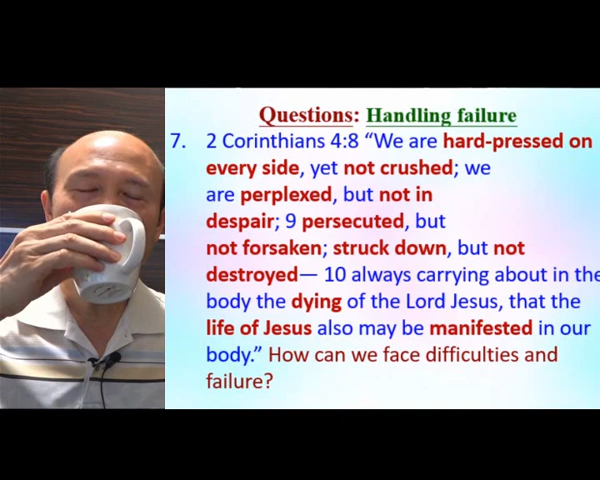 Questions: Handling failure
7. 2 Corinthians 4:8 “We are hard-pressed on
every side, yet not crushed; we
are perplexed, but not in
despair; 9 persecuted, but
not forsaken; struck down, but not
destroyed— 10 always carrying about in the
body the dying of the Lord Jesus, that the
life of Jesus also may be manifested in our
body.” How can we face difficulties and
failure?